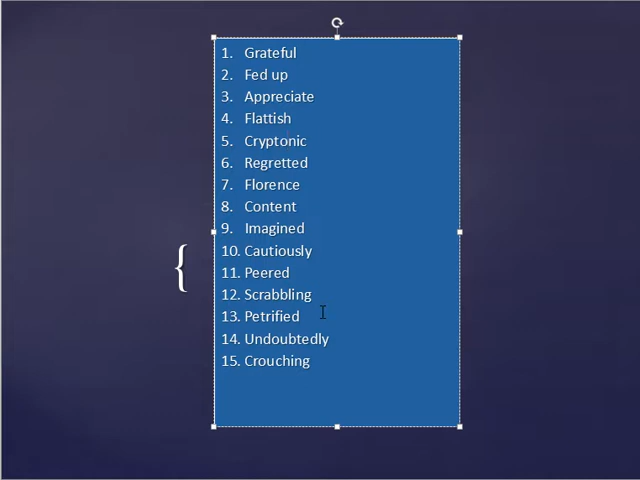 1. Grateful
2. Fed up
3. Appreciate
4. Flattish
5. Cryptonic
6. Regretted
7. Florence
8. Content
9. Imagined
10. Cautiously
11. Peered
12. Scrabbling
13. Petrified
14. Undoubtedly
15. Crouching
{